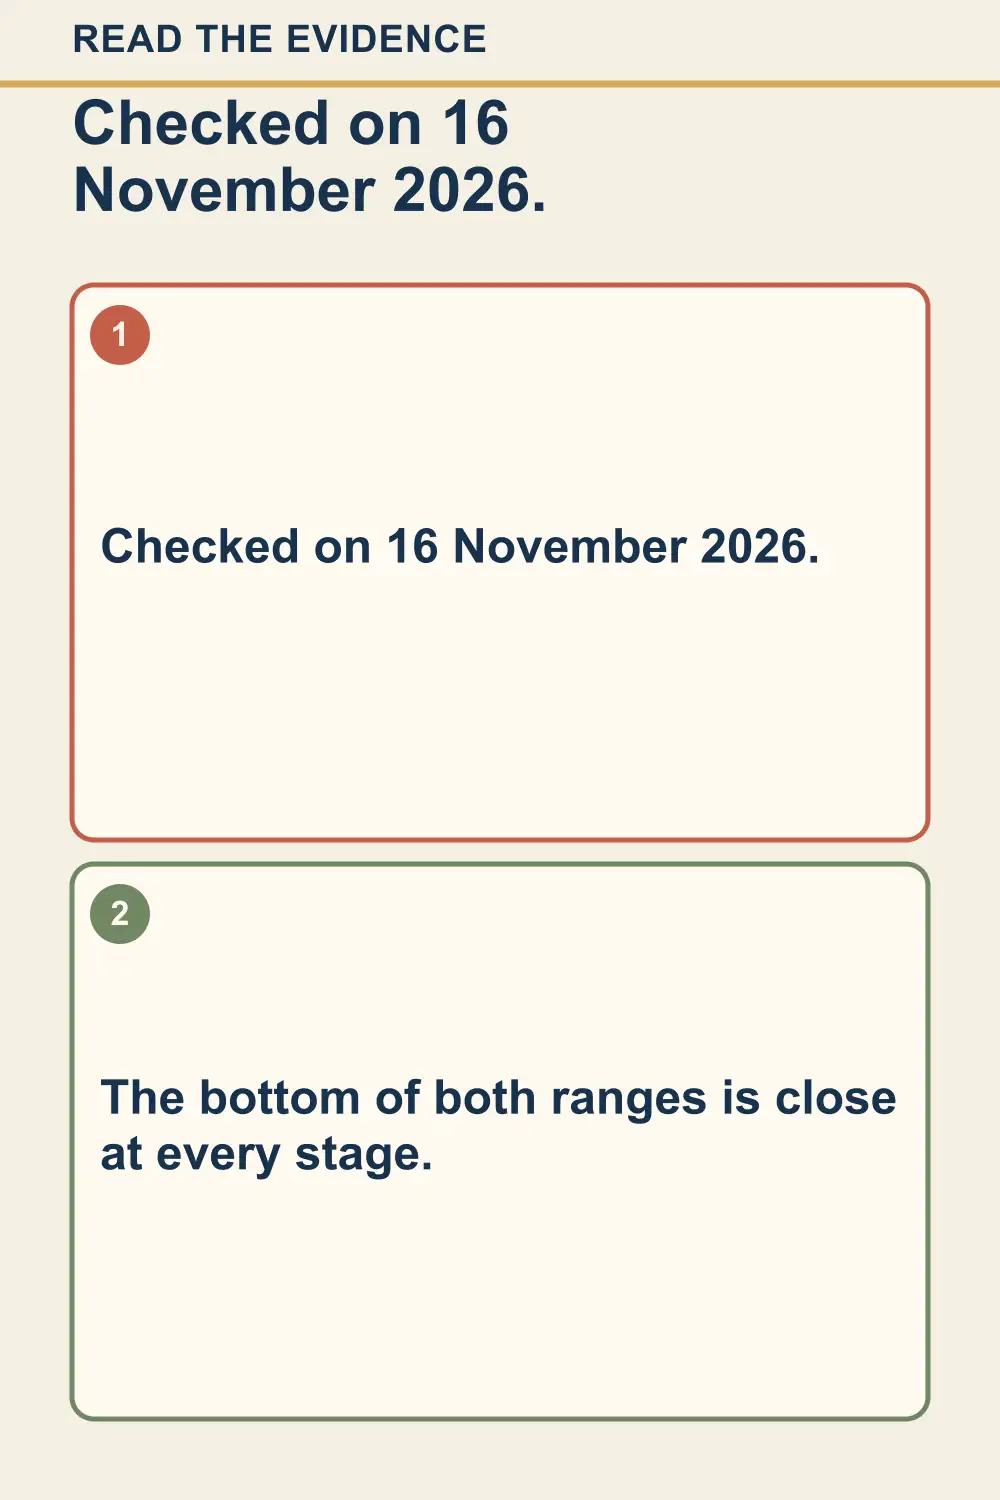 READ THE EVIDENCE
Checked on 16
November 2026.
1
Checked on 16 November 2026.
2
The bottom of both ranges is close
at every stage.